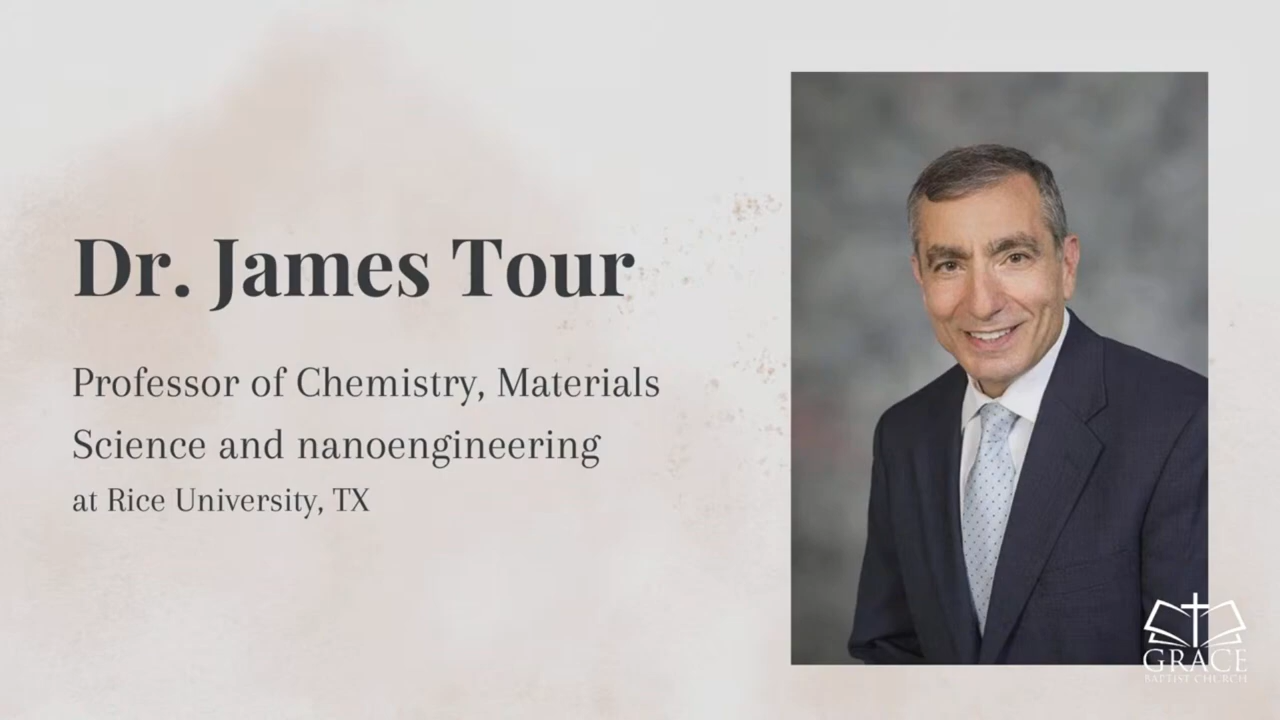 Dr. James Tour
Professor of Chemistry, Materials
Science and nanoengineering
at Rice University, TX
GRACE
BAPTIST CHURCH